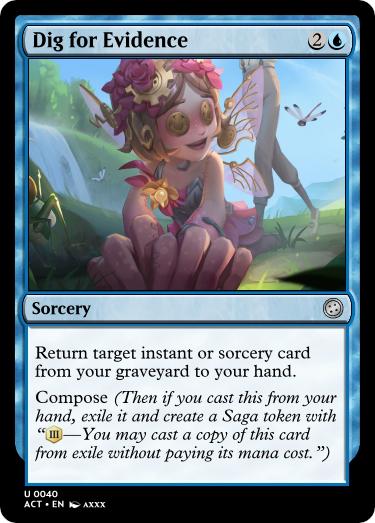 Dig for Evidence 2
Sorcery
Return target instant or sorcery card
from your graveyard to your hand.
Compose (Then if you cast this from your
hand, exile it and create a Saga token with
“III—You may cast a copy of this card
from exile without paying its mana cost.”)
U 0040
ACT • EN AXXX